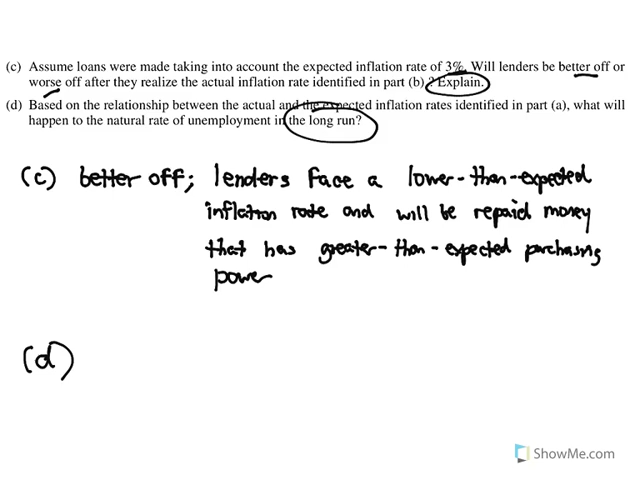 (c) Assume loans were made taking into account the expected inflation rate of 3%. Will lenders be better off or
worse off after they realize the actual inflation rate identified in part (b) ? Explain.
(d) Based on the relationship between the actual and the expected inflation rates identified in part (a), what will
happen to the natural rate of unemployment in the long run?
(c) better off; lenders face a lower-than-expected
inflation rate and will be repaid money
that has greater-than-expected purchasing
power
(d)
ShowMe.com